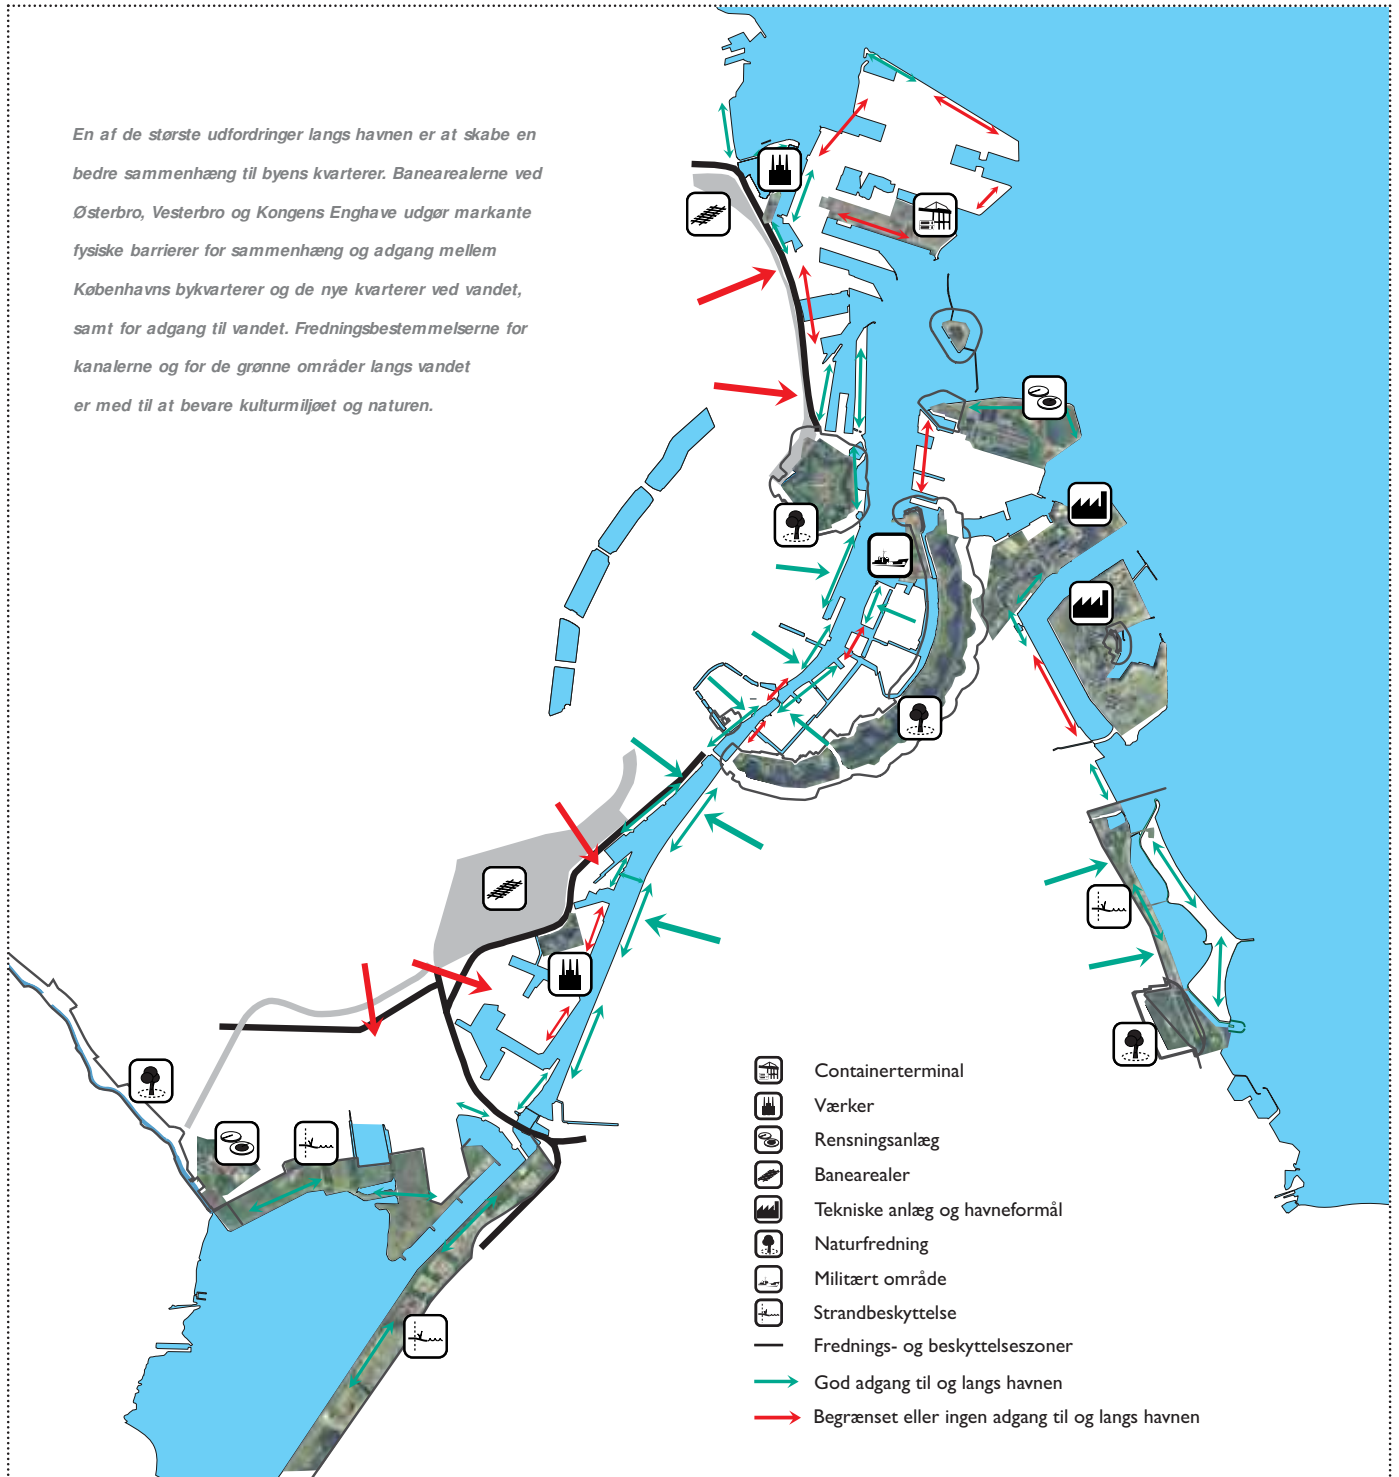 En af de største udfordringer langs havnen er at skabe en
bedre sammenhæng til byens kvarterer. Banearealerne ved
Østerbro, Vesterbro og Kongens Enghave udgør markante
fysiske barrierer for sammenhæng og adgang mellem
Københavns bykvarterer og de nye kvarterer ved vandet,
samt for adgang til vandet. Fredningsbestemmelserne for
kanalerne og for de grønne områder langs vandet
er med til at bevare kulturmiljøet og naturen.
Containerterminal
Værker
Rensningsanlæg
Banearealer
Tekniske anlæg og havneformål
Naturfredning
Militært område
Strandbeskyttelse
Frednings- og beskyttelseszoner
God adgang til og langs havnen
Begrænset eller ingen adgang til og langs havnen